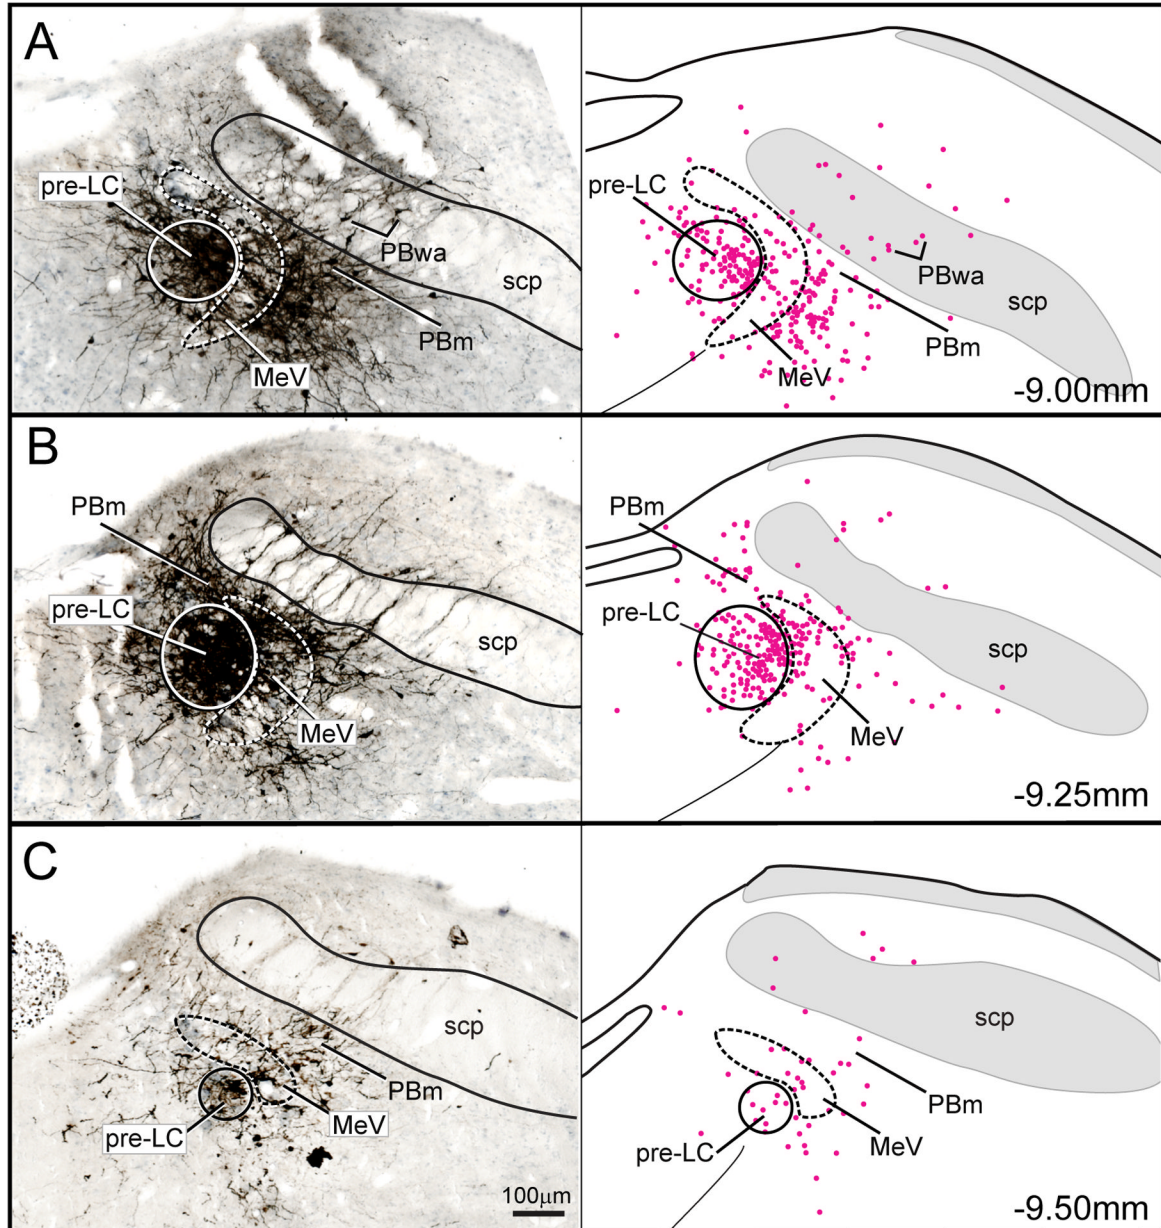 A
pre-LC
PBwa
scp
PBm
MeV
pre-LC
PBwa
scp
PBm
MeV
-9.00mm
B
PBm
pre-LC
scp
MeV
PBm
pre-LC
scp
MeV
-9.25mm
C
scp
PBm
MeV
pre-LC
100μm
scp
PBm
MeV
pre-LC
-9.50mm